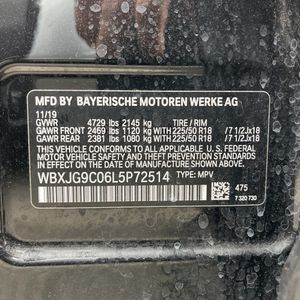 MFD BY BAYERISCHE MOTOREN WERKE AG
11/19
GVWR 4729 lbs 2145 kg TIRE / RIM
GAWR FRONT 2469 lbs 1120 kg WITH 225/50 R18 / 7 1/2Jx18
GAWR REAR 2381 lbs 1080 kg WITH 225/50 R18 / 7 1/2Jx18
THIS VEHICLE CONFORMS TO ALL APPLICABLE
U.S. FEDERAL MOTOR VEHICLE SAFETY
STANDARDS IN EFFECT ON THE DATE OF
MANUFACTURE SHOWN ABOVE.
WBXJG9C06L5P72514 TYPE: MPV
475
7 320 730